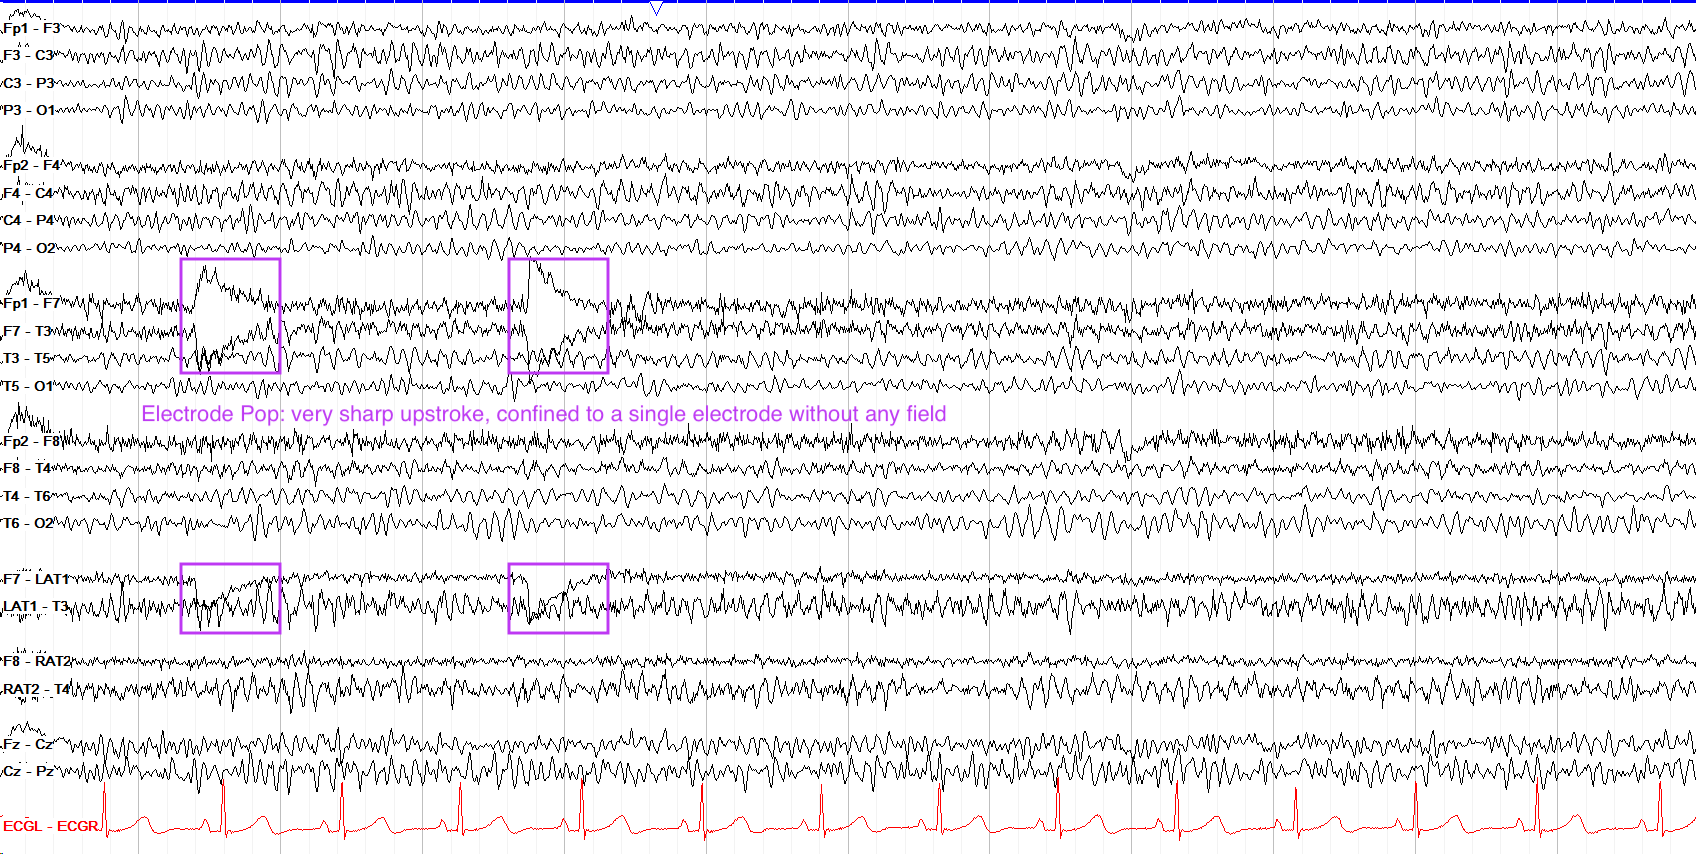 Fp1 - F3
F3 - C3
C3 - P3
P3 - O1
Fp2 - F4
F4 - C4
C4 - P4
P4 - O2
Fp1 - F7
F7 - T3
T3 - T5
T5 - O1
Electrode Pop: very sharp upstroke, confined to a single electrode without any field
Fp2 - F8
F8 - T4
T4 - T6
T6 - O2
F7 - LAT1
LAT1 - T3
F8 - RAT2
RAT2 - T4
Fz - Cz
Cz - Pz
ECGL - ECGR